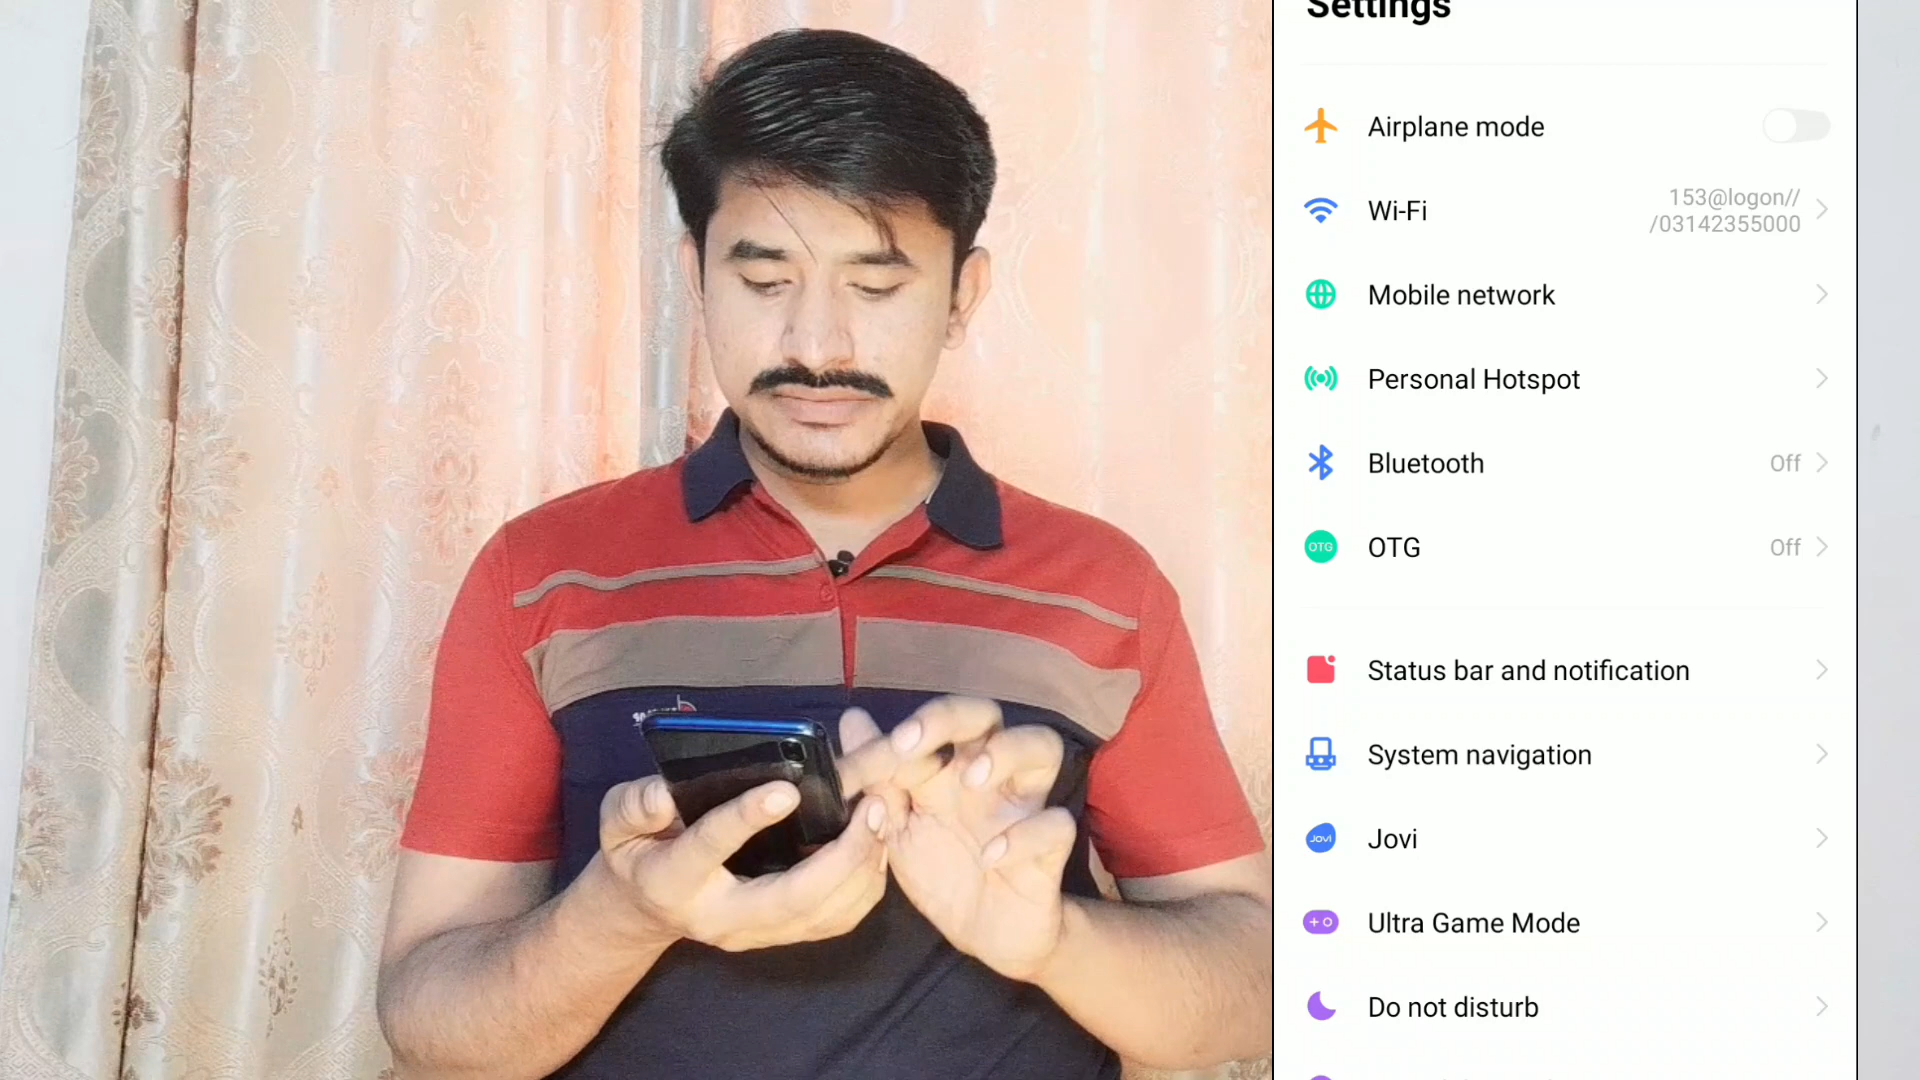 Settings
Airplane mode
Wi-Fi
153@logon//
/03142355000
Mobile network
Personal Hotspot
Bluetooth
Off
OTG
OTG
Off
Status bar and notification
System navigation
Jovi
Jovi
Ultra Game Mode
Do not disturb